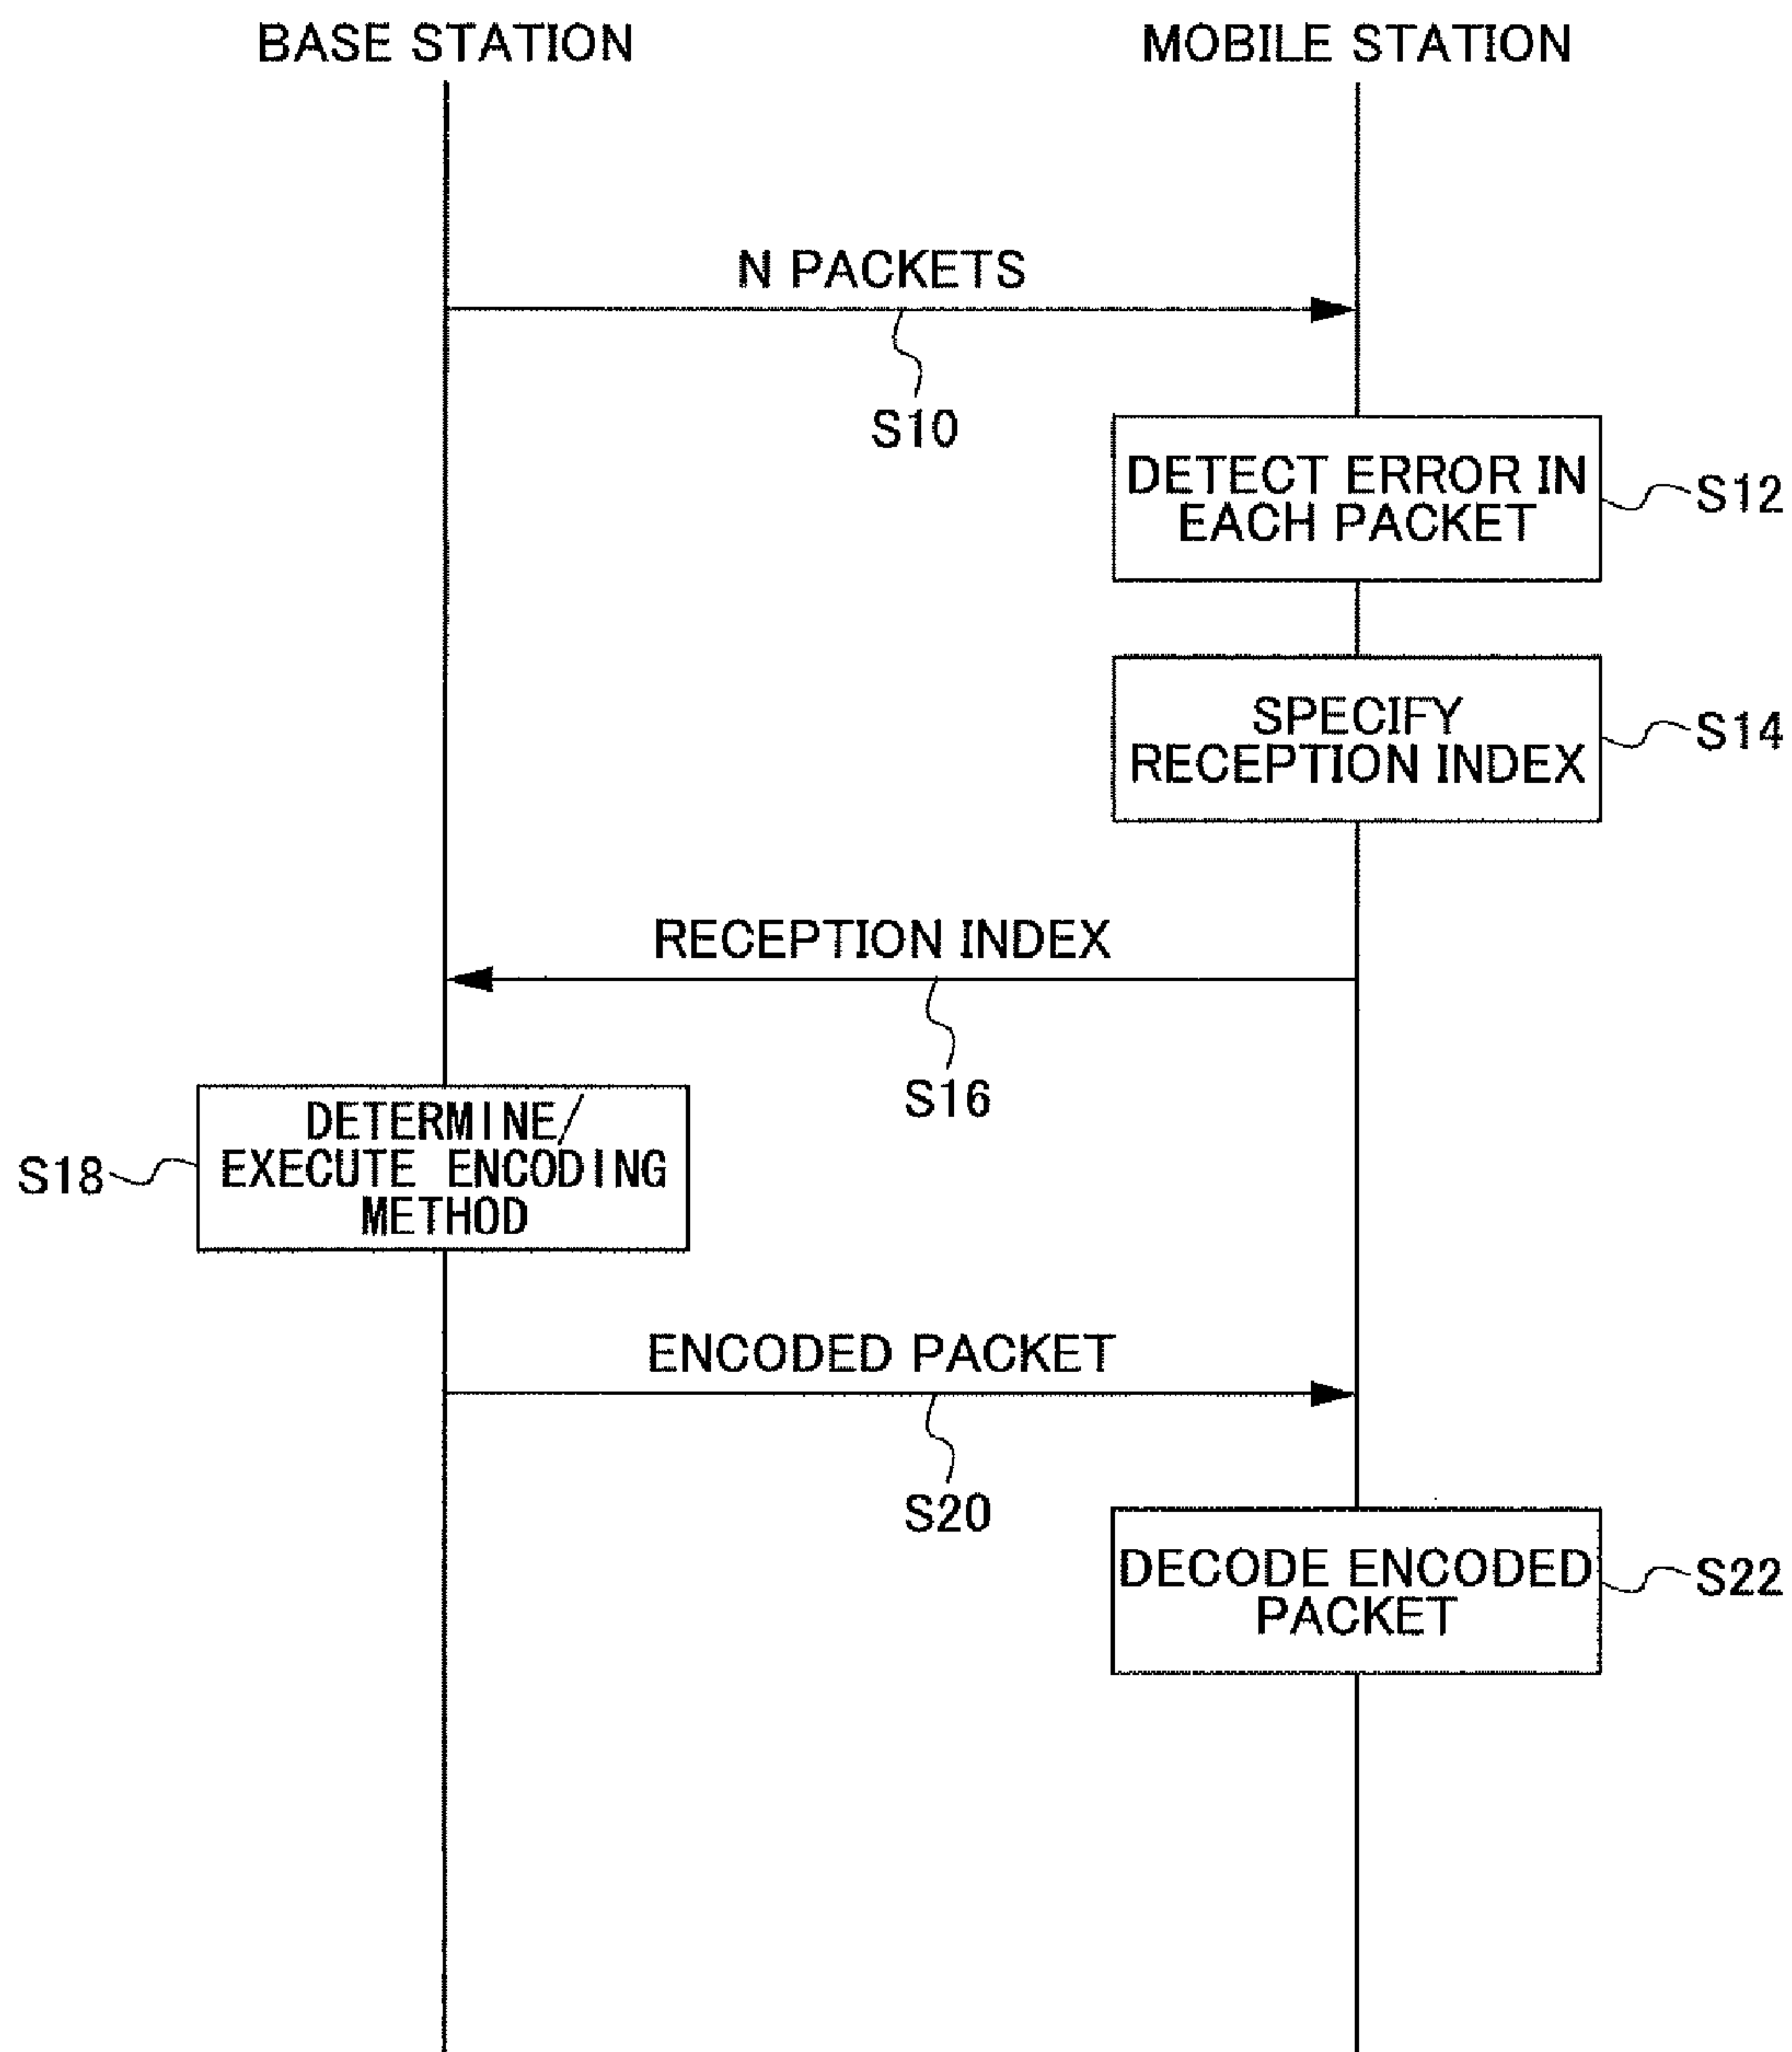 BASE STATION
MOBILE STATION
N PACKETS
S10
DETECT ERROR IN
EACH PACKET
S12
SPECIFY
RECEPTION INDEX
S14
RECEPTION INDEX
S16
DETERMINE/
EXECUTE ENCODING
METHOD
S18
ENCODED PACKET
S20
DECODE ENCODED
PACKET
S22